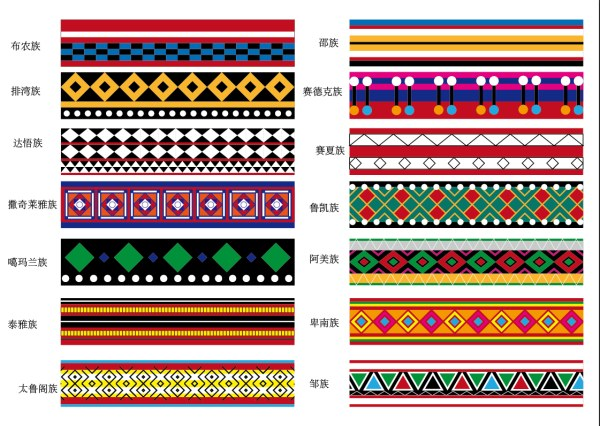 布农族
排湾族
达悟族
撒奇莱雅族
噶玛兰族
泰雅族
太鲁阁族
邵族
赛德克族
赛夏族
鲁凯族
阿美族
卑南族
邹族